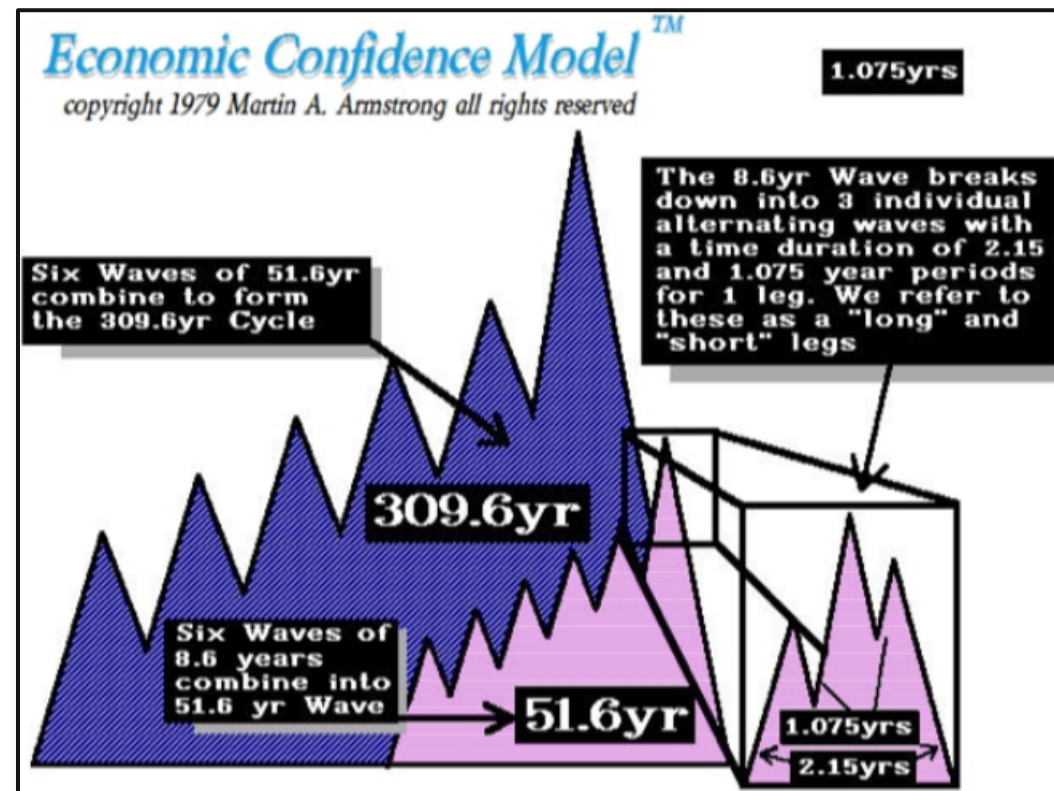 Economic Confidence Model™
copyright 1979 Martin A. Armstrong all rights reserved
1.075yrs
The 8.6yr Wave breaks
down into 3 individual
alternating waves with
a time duration of 2.15
and 1.075 year periods
for 1 leg. We refer to
these as a "long" and
"short" legs
Six Waves of 51.6yr
combine to form
the 309.6yr Cycle
309.6yr
Six Waves of
8.6 years
combine into
51.6 yr Wave
51.6yr
1.075yrs
2.15yrs